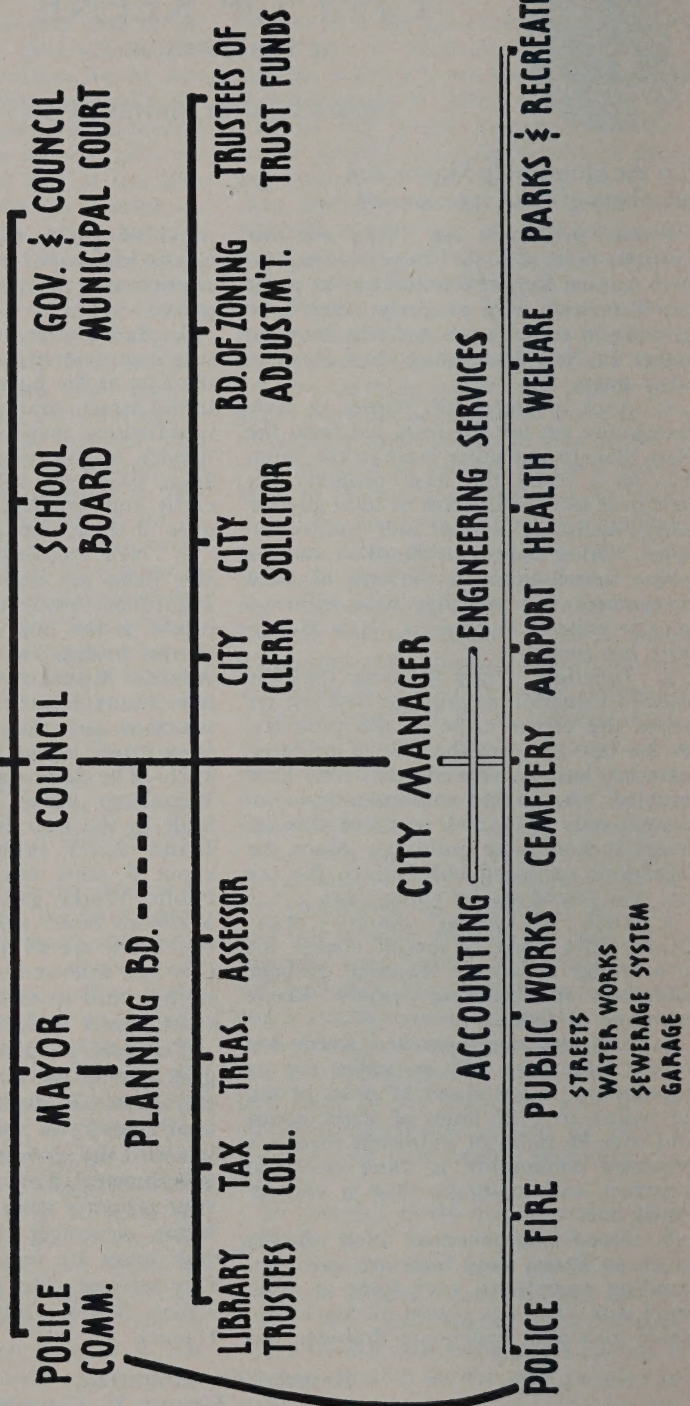 POLICE COMM.
MAYOR
COUNCIL
SCHOOL BOARD
GOV. & COUNCIL
MUNICIPAL COURT
PLANNING BD.
LIBRARY TRUSTEES
TAX COLL.
TREAS.
ASSESSOR
CITY CLERK
CITY SOLICITOR
BD. OF ZONING ADJUSTM'T.
TRUSTEES OF TRUST FUNDS
CITY MANAGER
ACCOUNTING
ENGINEERING SERVICES
POLICE
FIRE
PUBLIC WORKS
STREETS
WATER WORKS
SEWERAGE SYSTEM
GARAGE
CEMETERY
AIRPORT
HEALTH
WELFARE
PARKS & RECREAT